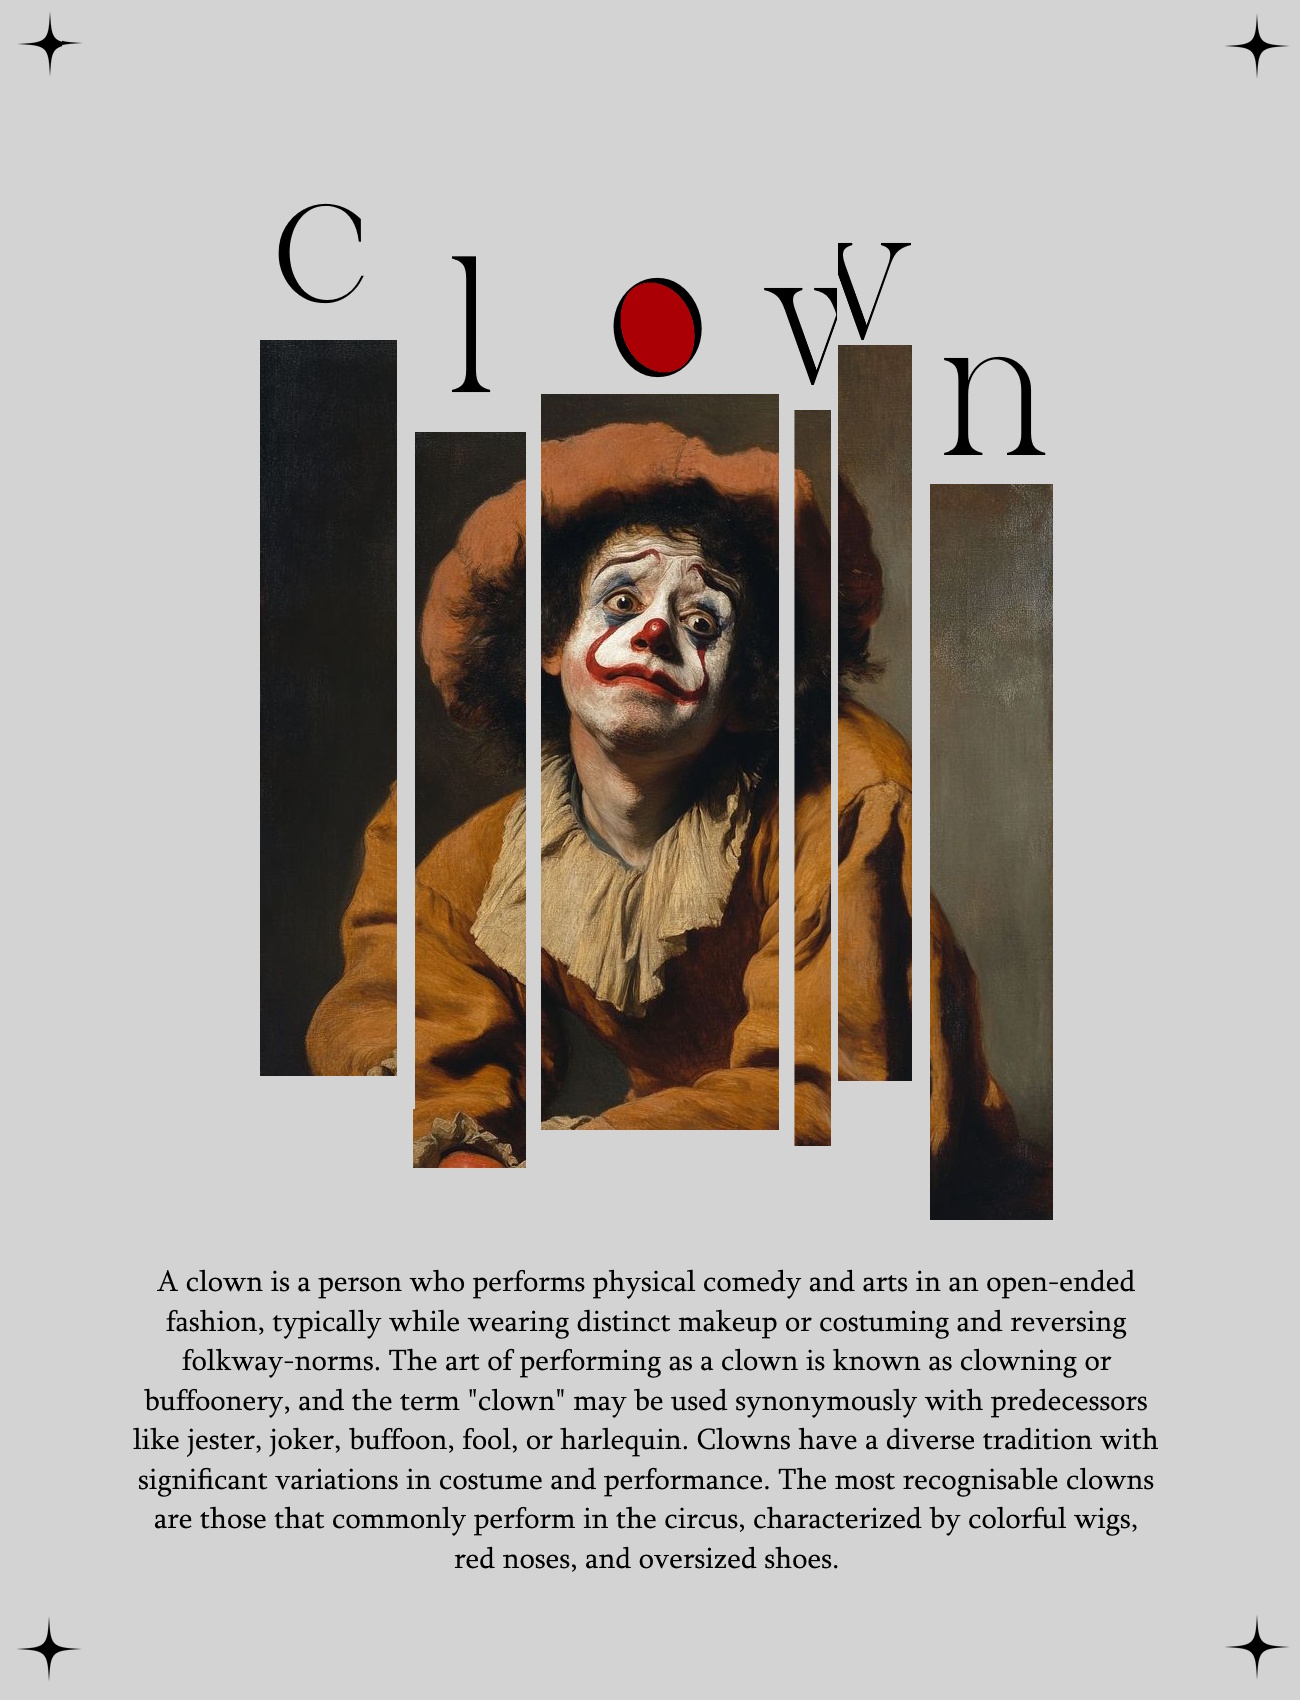 Clown
A clown is a person who performs physical comedy and arts in an open-ended
fashion, typically while wearing distinct makeup or costuming and reversing
folkway-norms. The art of performing as a clown is known as clowning or
buffoonery, and the term "clown" may be used synonymously with predecessors
like jester, joker, buffoon, fool, or harlequin. Clowns have a diverse tradition with
significant variations in costume and performance. The most recognisable clowns
are those that commonly perform in the circus, characterized by colorful wigs,
red noses, and oversized shoes.